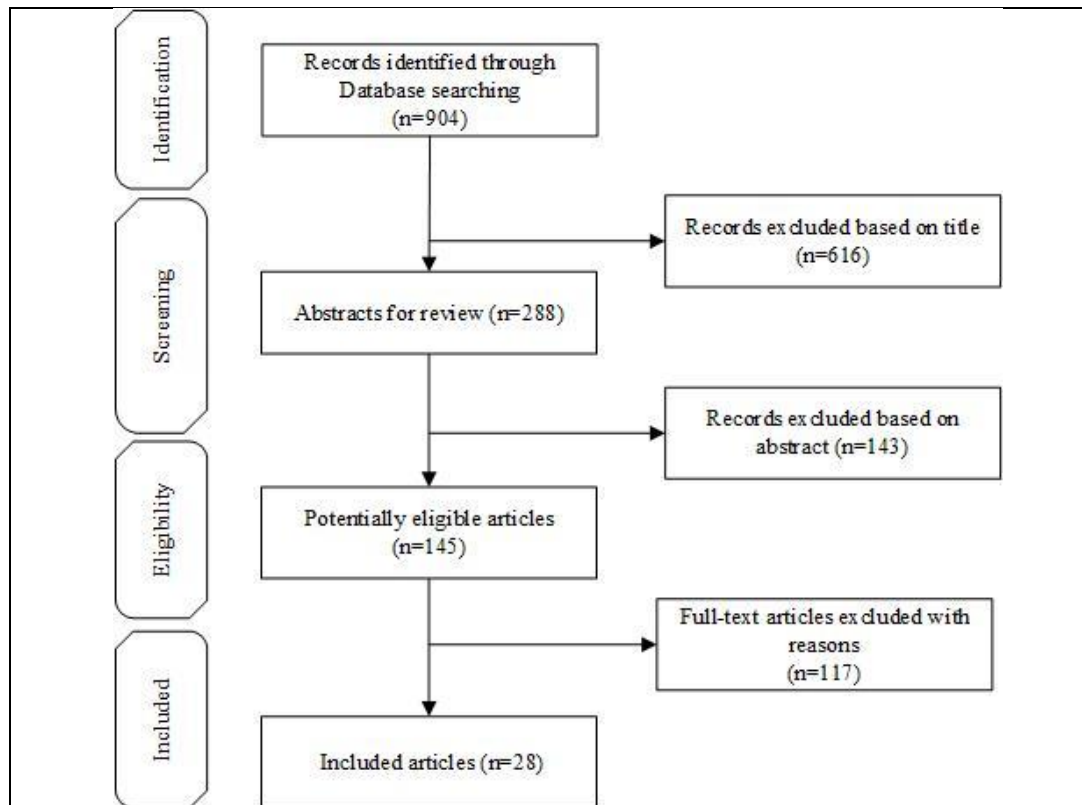 Identification
Records identified through
Database searching
(n=904)
Records excluded based on title
(n=616)
Screening
Abstracts for review (n=288)
Records excluded based on
abstract (n=143)
Eligibility
Potentially eligible articles
(n=145)
Full-text articles excluded with
reasons
(n=117)
Included
Included articles (n=28)